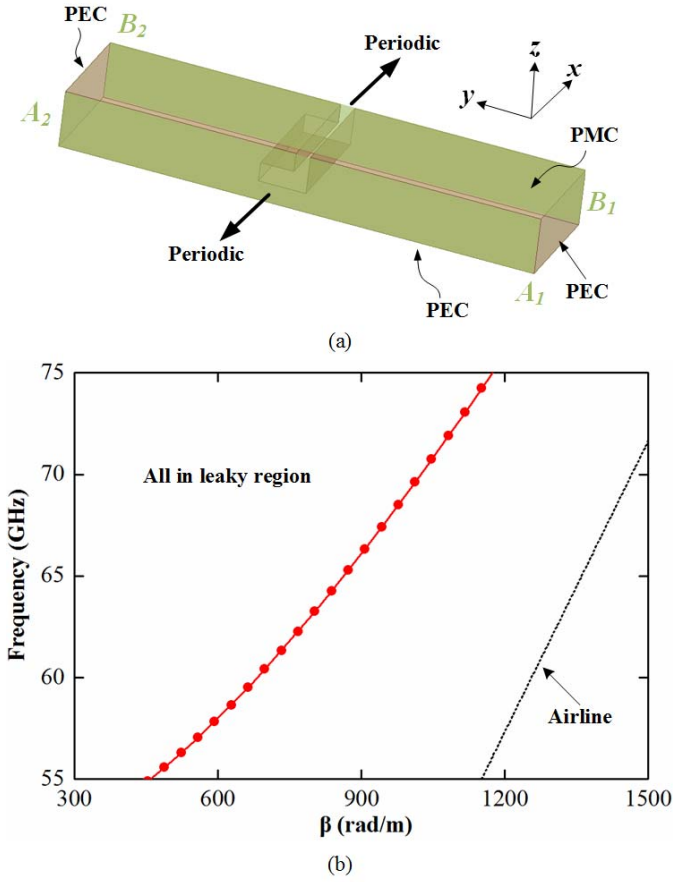 PEC
B2
Periodic
z
x
y
A2
PMC
B1
Periodic
PEC
A1
PEC
(a)
75
70
65
60
55
Frequency (GHz)
All in leaky region
Airline
300
600
900
1200
1500
β (rad/m)
(b)